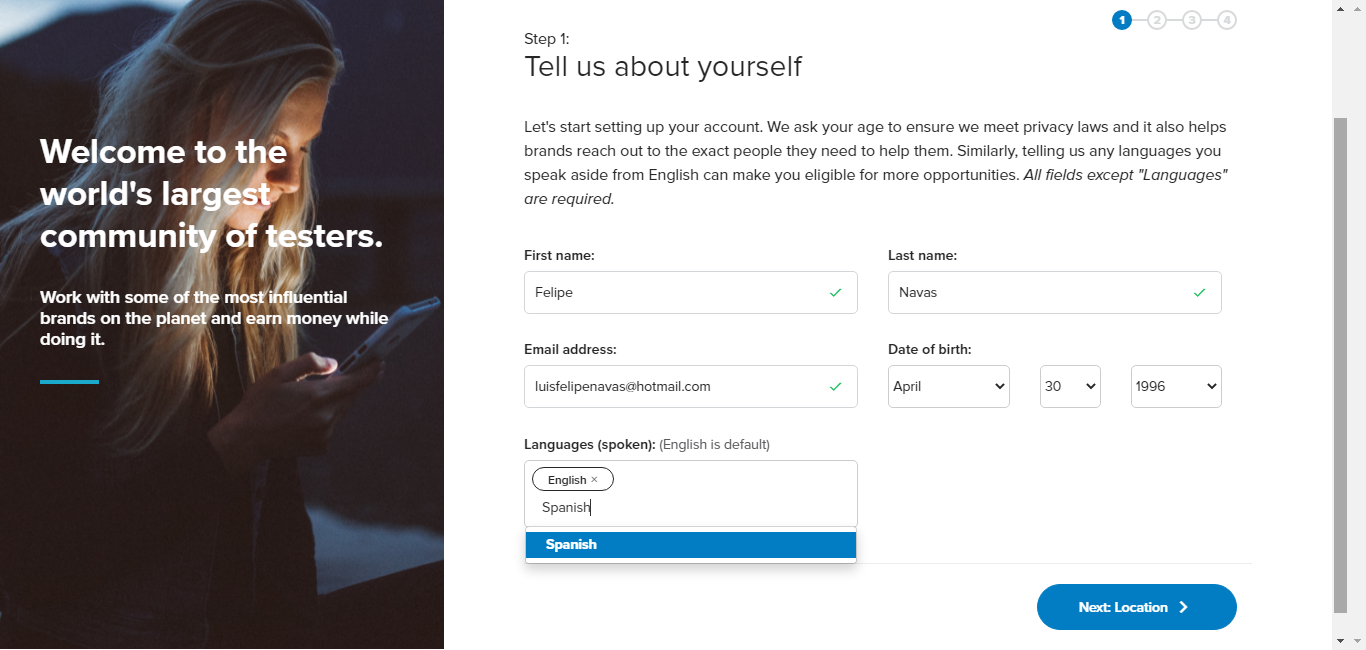 Welcome to the
world's largest
community of testers.
Work with some of the most influential
brands on the planet and earn money while
doing it.
1 2 3 4
Step 1:
Tell us about yourself
Let's start setting up your account. We ask your age to ensure we meet privacy laws and it also helps
brands reach out to the exact people they need to help them. Similarly, telling us any languages you
speak aside from English can make you eligible for more opportunities. All fields except "Languages"
are required.
First name: Last name:
Felipe Navas
Email address: Date of birth:
luisfelipenavas@hotmail.com April 30 1996
Languages (spoken): (English is default)
English ×
Spanish
Spanish
Next: Location